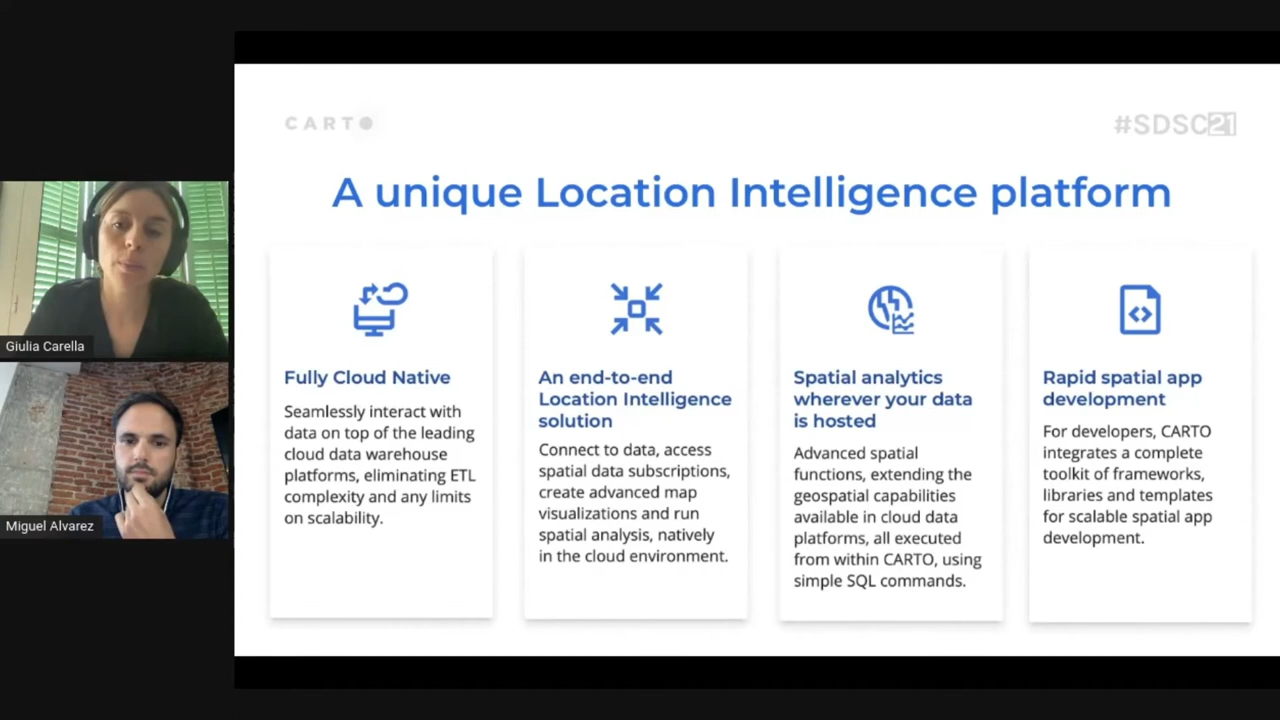 CARTO
#SDSC21
A unique Location Intelligence platform
Fully Cloud Native
Seamlessly interact with
data on top of the leading
cloud data warehouse
platforms, eliminating ETL
complexity and any limits
on scalability.
An end-to-end
Location Intelligence
solution
Connect to data, access
spatial data subscriptions,
create advanced map
visualizations and run
spatial analysis, natively
in the cloud environment.
Spatial analytics
wherever your data
is hosted
Advanced spatial
functions, extending the
geospatial capabilities
available in cloud data
platforms, all executed
from within CARTO, using
simple SQL commands.
Rapid spatial app
development
For developers, CARTO
integrates a complete
toolkit of frameworks,
libraries and templates
for scalable spatial app
development.
Giulia Carella
Miguel Alvarez